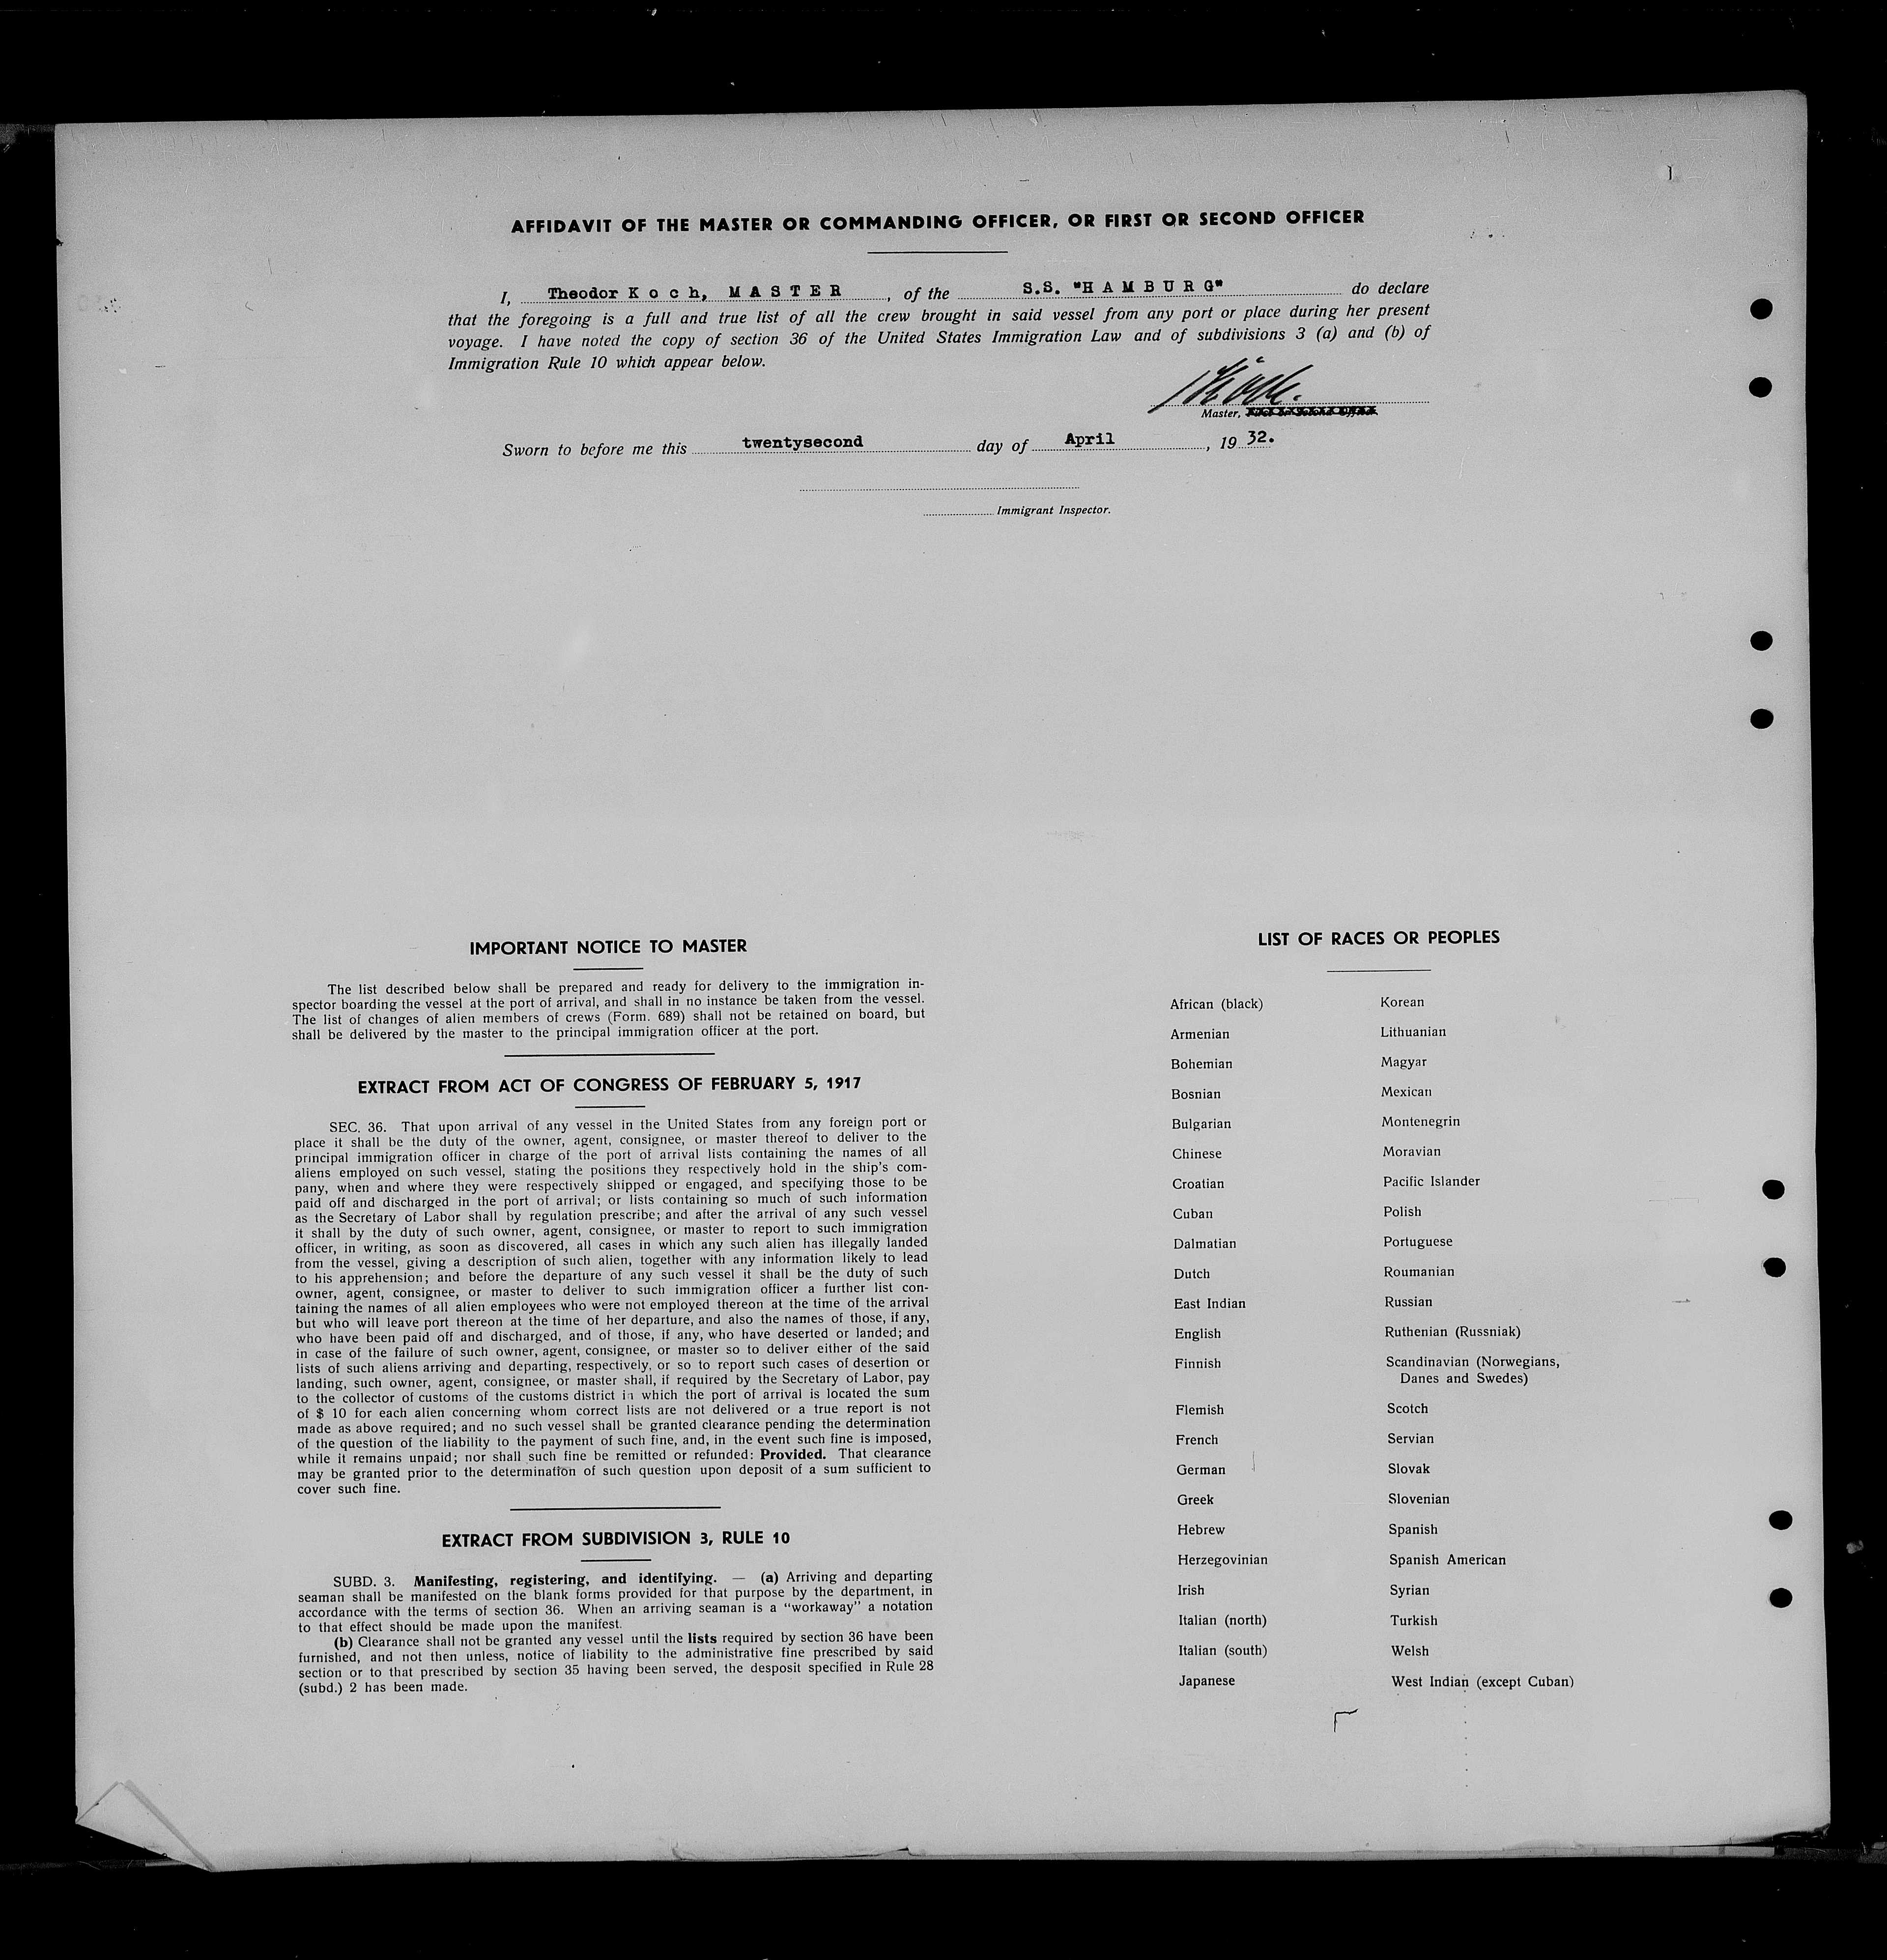 AFFIDAVIT OF THE MASTER OR COMMANDING OFFICER, OR FIRST OR SECOND OFFICER
I, Theodor K o c h, M A S T E R, of the S.S. "H A M B U R G" do declare
that the foregoing is a full and true list of all the crew brought in said vessel from any port or place during her present
voyage. I have noted the copy of section 36 of the United States Immigration Law and of subdivisions 3 (a) and (b) of
Immigration Rule 10 which appear below.
Master,
Sworn to before me this twentysecond day of April, 19 32.
Immigrant Inspector.
IMPORTANT NOTICE TO MASTER
The list described below shall be prepared and ready for delivery to the immigration in-
spector boarding the vessel at the port of arrival, and shall in no instance be taken from the vessel.
The list of changes of alien members of crews (Form. 689) shall not be retained on board, but
shall be delivered by the master to the principal immigration officer at the port.
EXTRACT FROM ACT OF CONGRESS OF FEBRUARY 5, 1917
SEC. 36. That upon arrival of any vessel in the United States from any foreign port or
place it shall be the duty of the owner, agent, consignee, or master thereof to deliver to the
principal immigration officer in charge of the port of arrival lists containing the names of all
aliens employed on such vessel, stating the positions they respectively hold in the ship's com-
pany, when and where they were respectively shipped or engaged, and specifying those to be
paid off and discharged in the port of arrival; or lists containing so much of such information
as the Secretary of Labor shall by regulation prescribe; and after the arrival of any such vessel
it shall by the duty of such owner, agent, consignee, or master to report to such immigration
officer, in writing, as soon as discovered, all cases in which any such alien has illegally landed
from the vessel, giving a description of such alien, together with any information likely to lead
to his apprehension; and before the departure of any such vessel it shall be the duty of such
owner, agent, consignee, or master to deliver to such immigration officer a further list con-
taining the names of all alien employees who were not employed thereon at the time of the arrival
but who will leave port thereon at the time of her departure, and also the names of those, if any,
who have been paid off and discharged, and of those, if any, who have deserted or landed; and
in case of the failure of such owner, agent, consignee, or master so to deliver either of the said
lists of such aliens arriving and departing, respectively, or so to report such cases of desertion or
landing, such owner, agent, consignee, or master shall, if required by the Secretary of Labor, pay
to the collector of customs of the customs district in which the port of arrival is located the sum
of $ 10 for each alien concerning whom correct lists are not delivered or a true report is not
made as above required; and no such vessel shall be granted clearance pending the determination
of the question of the liability to the payment of such fine, and, in the event such fine is imposed,
while it remains unpaid; nor shall such fine be remitted or refunded: Provided. That clearance
may be granted prior to the determination of such question upon deposit of a sum sufficient to
cover such fine.
EXTRACT FROM SUBDIVISION 3, RULE 10
SUBD. 3. Manifesting, registering, and identifying. — (a) Arriving and departing
seaman shall be manifested on the blank forms provided for that purpose by the department, in
accordance with the terms of section 36. When an arriving seaman is a "workaway" a notation
to that effect should be made upon the manifest.
(b) Clearance shall not be granted any vessel until the lists required by section 36 have been
furnished, and not then unless, notice of liability to the administrative fine prescribed by said
section or to that prescribed by section 35 having been served, the desposit specified in Rule 28
(subd.) 2 has been made.
LIST OF RACES OR PEOPLES
African (black)
Armenian
Bohemian
Bosnian
Bulgarian
Chinese
Croatian
Cuban
Dalmatian
Dutch
East Indian
English
Finnish
Flemish
French
German
Greek
Hebrew
Herzegovinian
Irish
Italian (north)
Italian (south)
Japanese
Korean
Lithuanian
Magyar
Mexican
Montenegrin
Moravian
Pacific Islander
Polish
Portuguese
Roumanian
Russian
Ruthenian (Russniak)
Scandinavian (Norwegians,
Danes and Swedes)
Scotch
Servian
Slovak
Slovenian
Spanish
Spanish American
Syrian
Turkish
Welsh
West Indian (except Cuban)